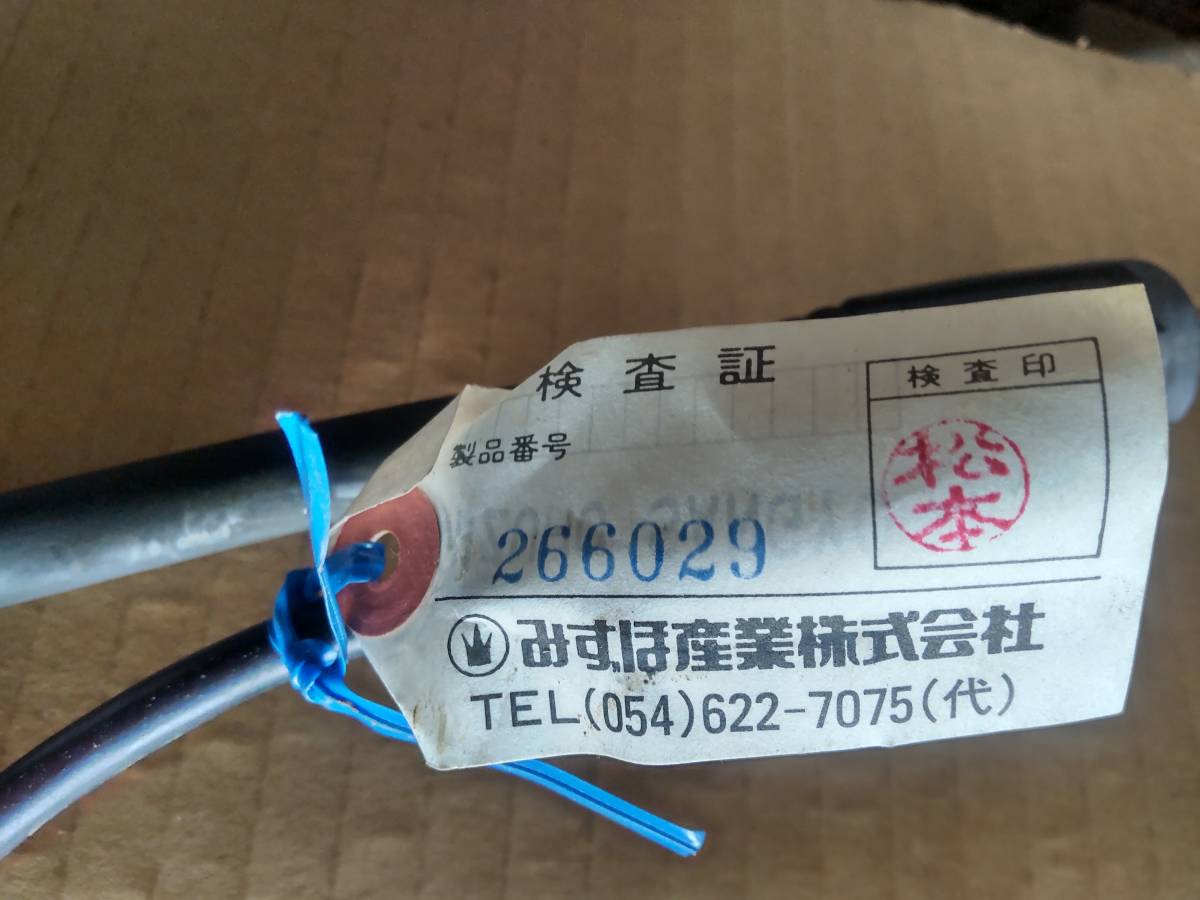 検査証
検査印
製品番号
松本
266029
みずほ産業株式会社
TEL(054)622-7075(代)